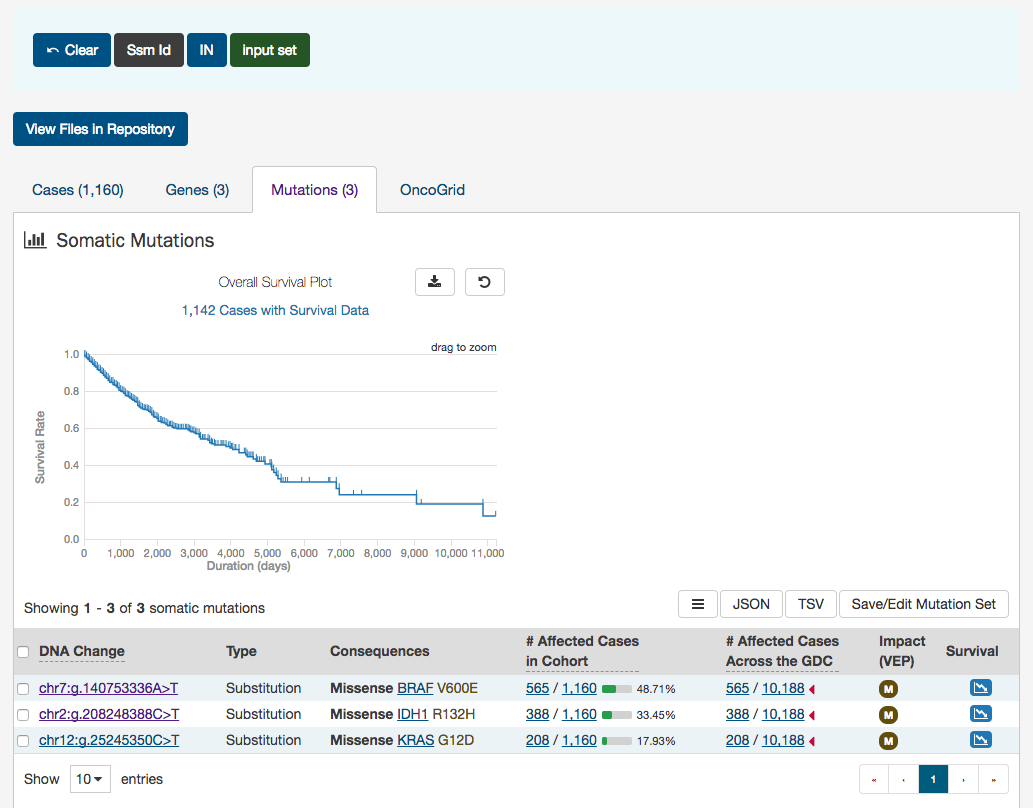 Clear Ssm Id IN input set
View Files in Repository
Cases (1,160) Genes (3) Mutations (3) OncoGrid
Somatic Mutations
Overall Survival Plot
1,142 Cases with Survival Data
drag to zoom
1.0
0.8
0.6
0.4
0.2
0.0
Survival Rate
0 1,000 2,000 3,000 4,000 5,000 6,000 7,000 8,000 9,000 10,000 11,000
Duration (days)
Showing 1 - 3 of 3 somatic mutations JSON TSV Save/Edit Mutation Set
DNA Change Type Consequences # Affected Cases in Cohort # Affected Cases Across the GDC Impact (VEP) Survival
chr7:g.140753336A>T Substitution Missense BRAF V600E 565 / 1,160 48.71% 565 / 10,188 M
chr2:g.208248388C>T Substitution Missense IDH1 R132H 388 / 1,160 33.45% 388 / 10,188 M
chr12:g.25245350C>T Substitution Missense KRAS G12D 208 / 1,160 17.93% 208 / 10,188 M
Show 10 entries « ‹ 1 › »